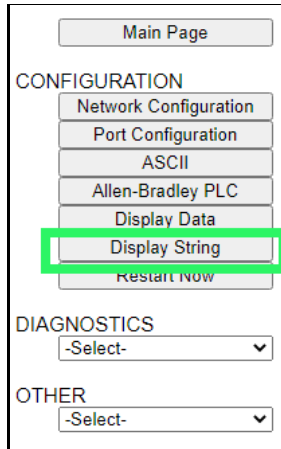 Main Page
CONFIGURATION
Network Configuration
Port Configuration
ASCII
Allen-Bradley PLC
Display Data
Display String
Restart Now
DIAGNOSTICS
-Select-
OTHER
-Select-